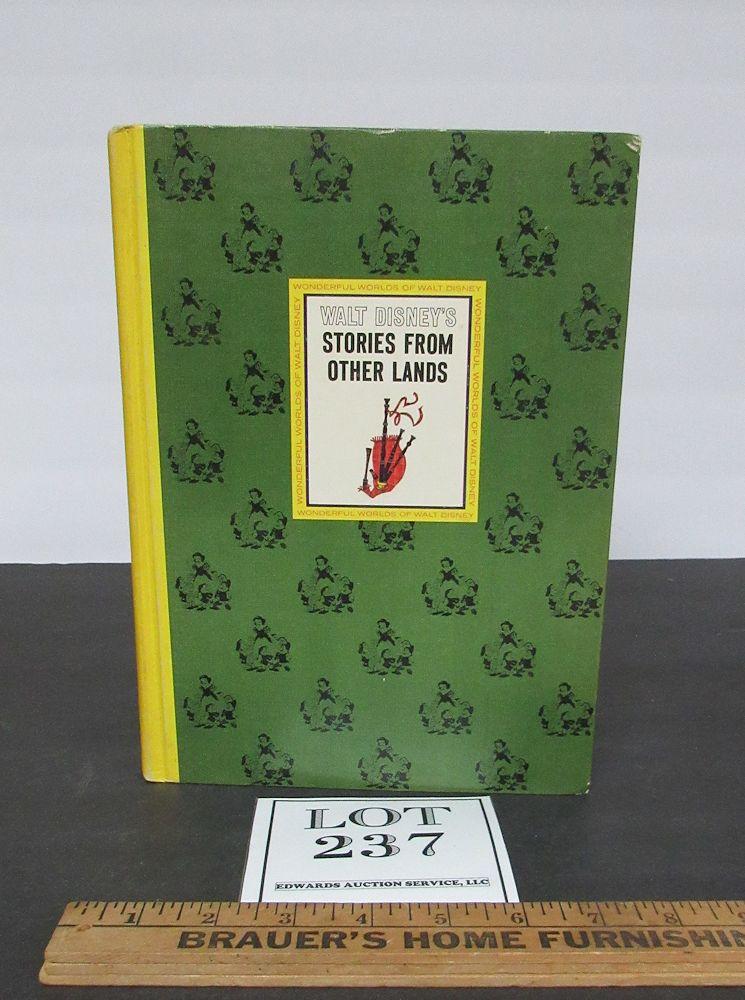 WONDERFUL WORLDS OF WALT DISNEY
WONDERFUL WORLDS OF WALT DISNEY
WONDERFUL WORLDS OF WALT DISNEY
WALT DISNEY'S
STORIES FROM
OTHER LANDS
WONDERFUL WORLDS OF WALT DISNEY
LOT
237
EDWARDS AUCTION SERVICE, LLC
1 2 3 4 5 6 7 8
BRAUER'S HOME FURNISHIN